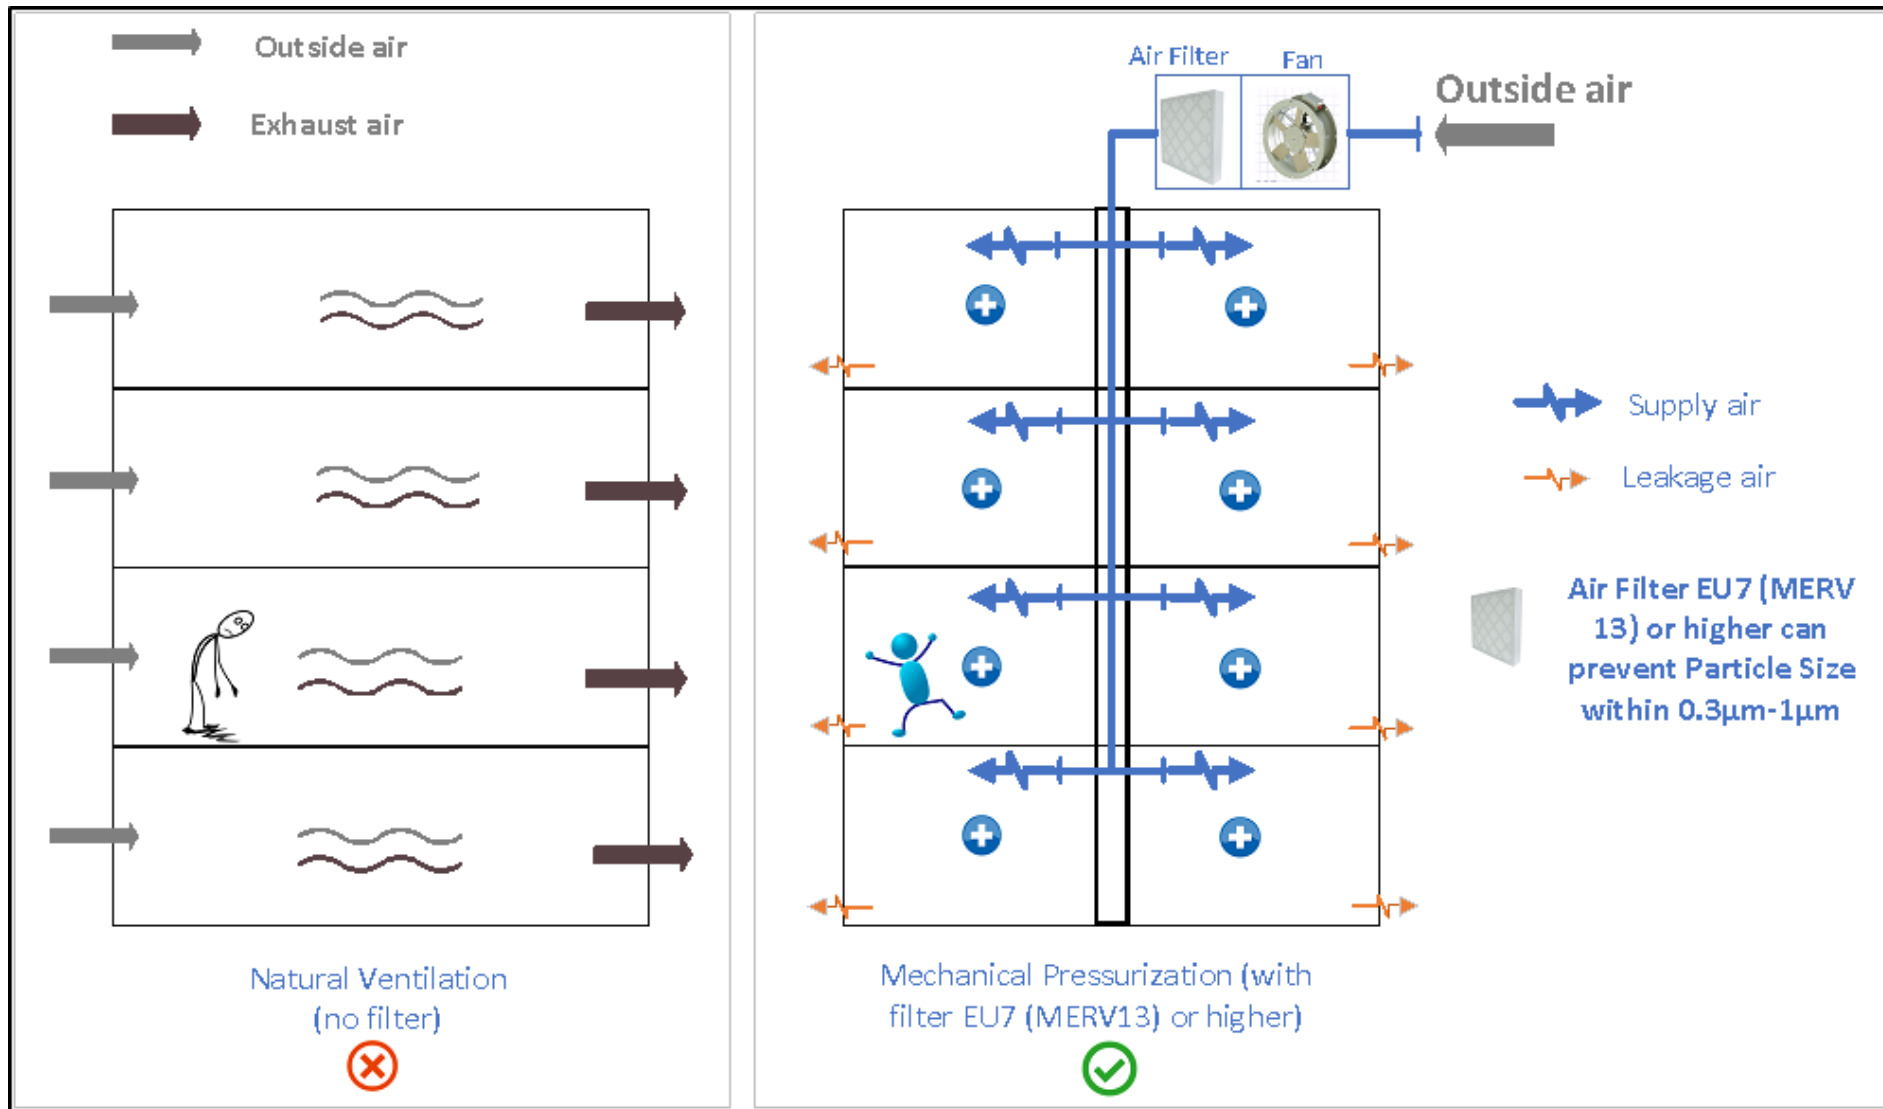 Outside air
Exhaust air
Natural Ventilation
(no filter)
Air Filter
Fan
Outside air
Supply air
Leakage air
Air Filter EU7 (MERV
13) or higher can
prevent Particle Size
within 0.3µm-1µm
Mechanical Pressurization (with
filter EU7 (MERV13) or higher)